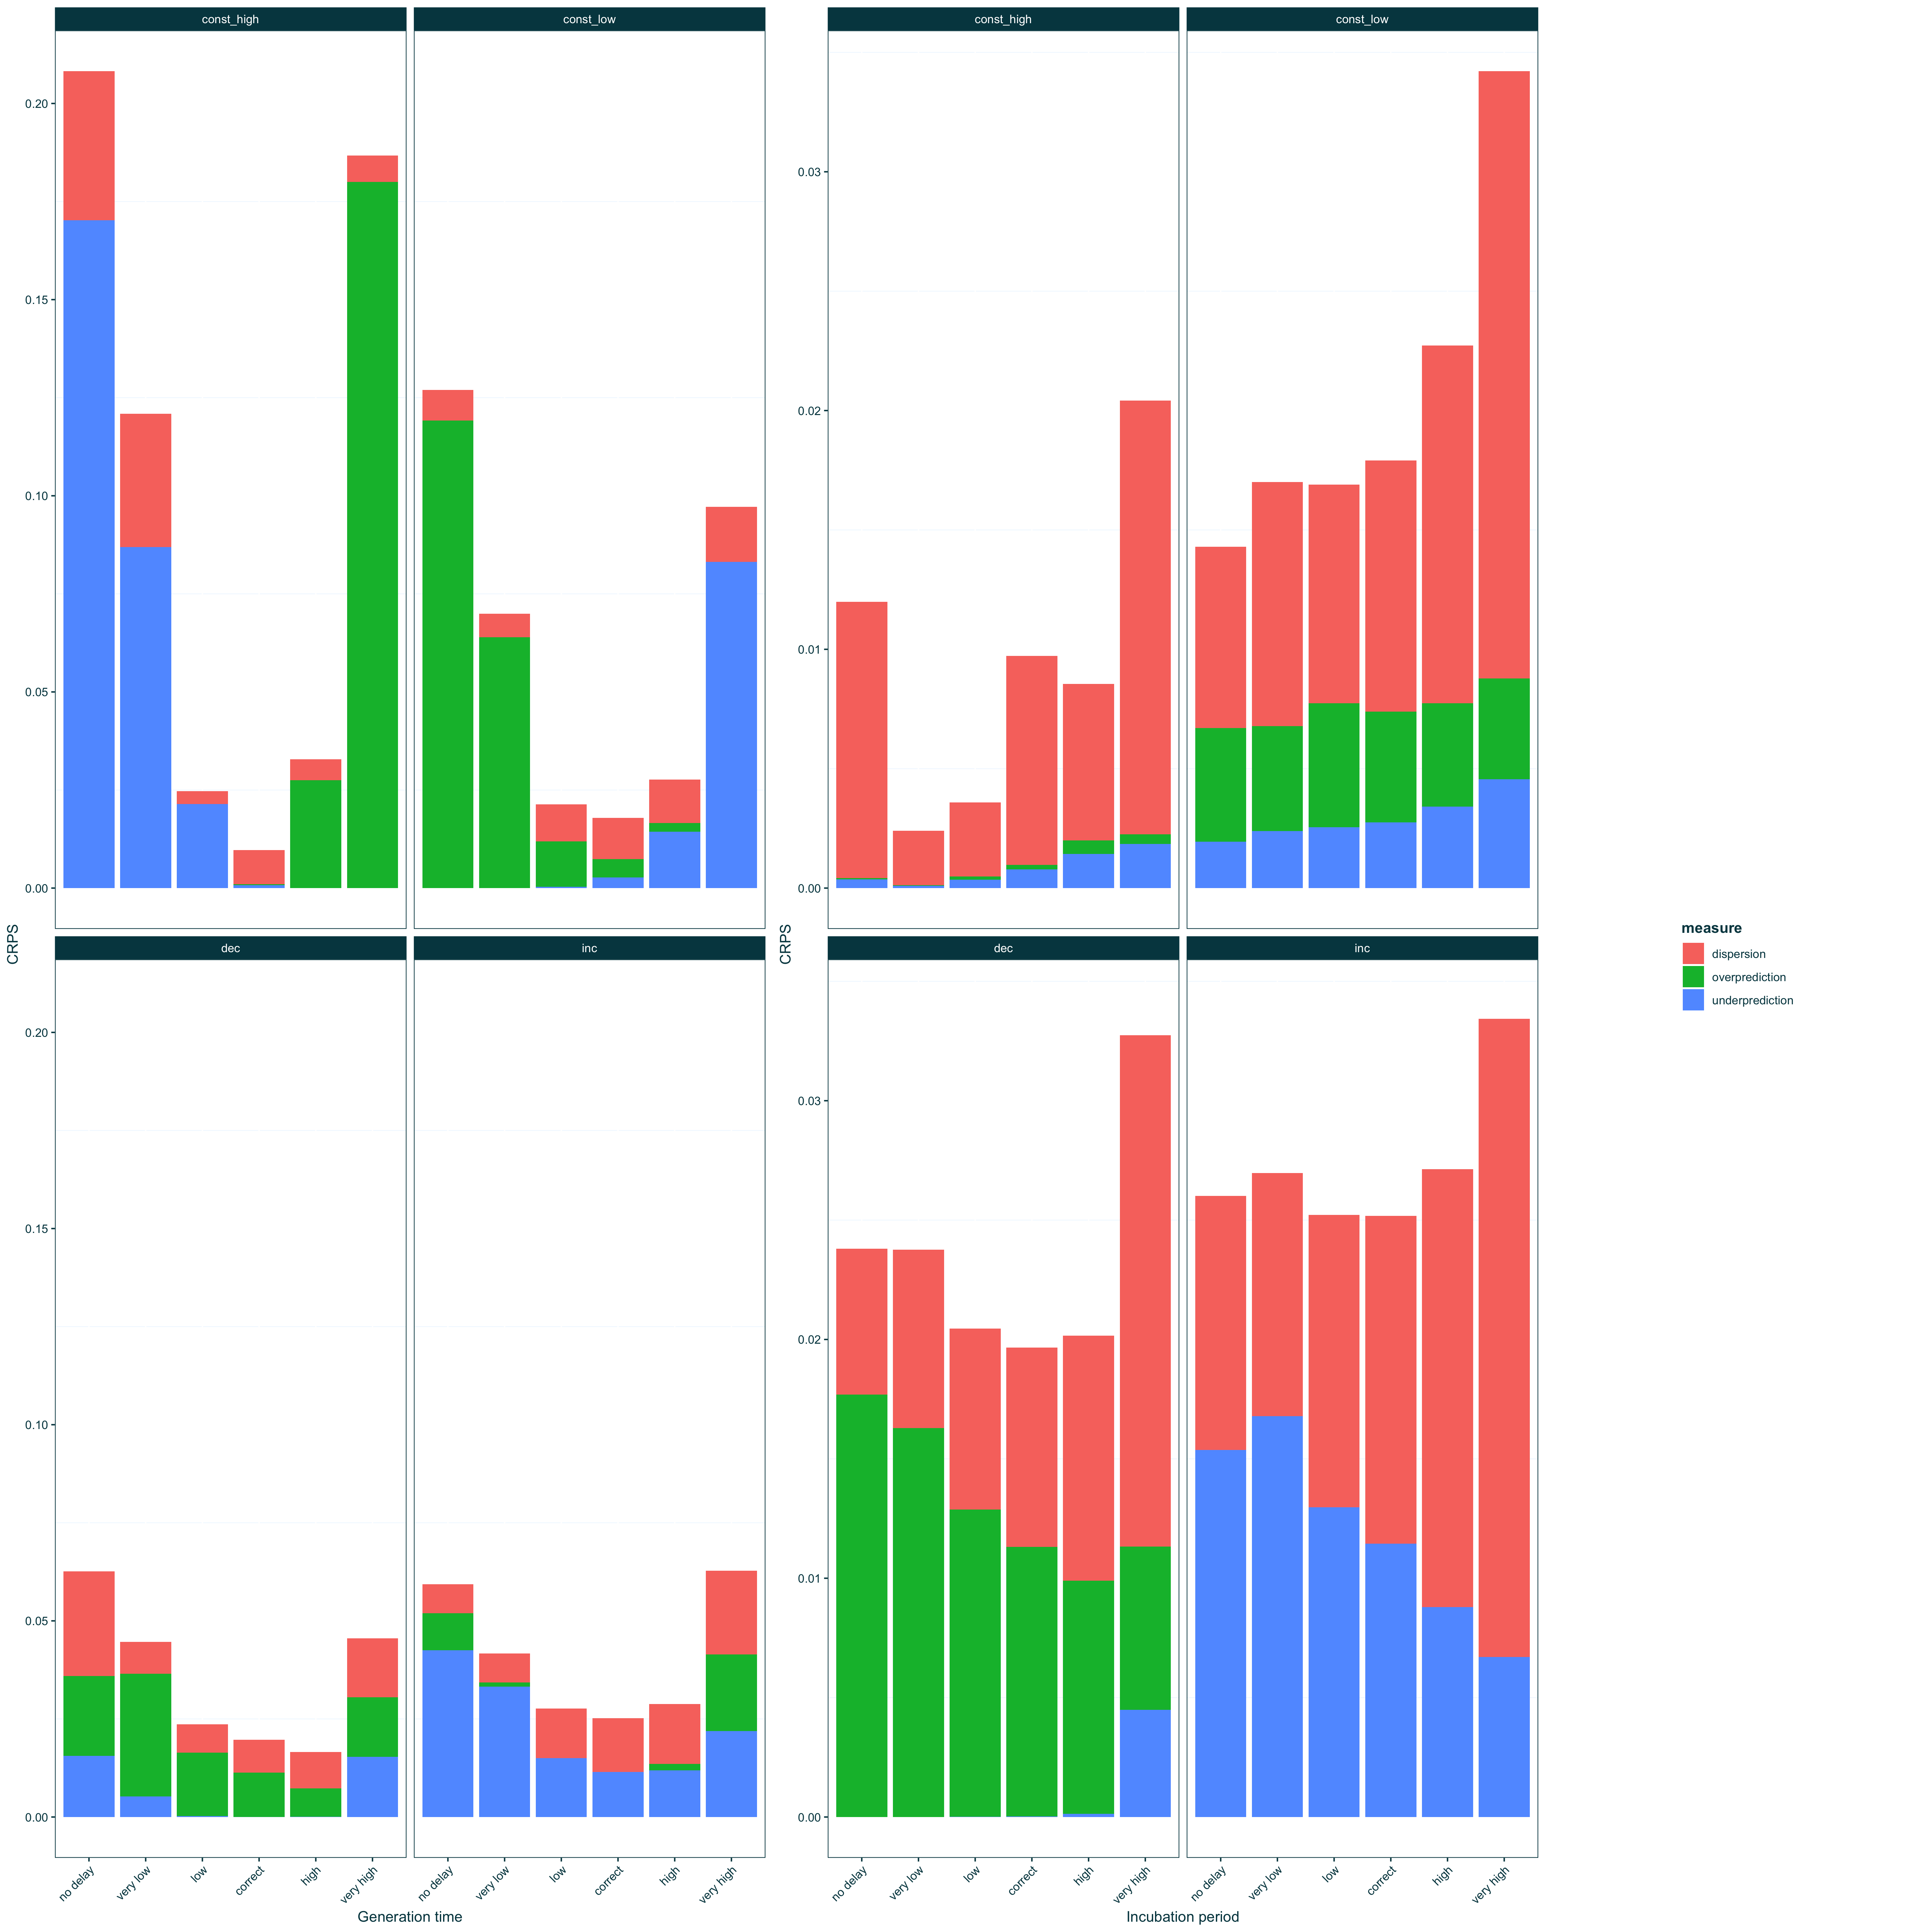 const_high
const_low
const_high
const_low
0.20
0.15
0.10
0.05
0.00
0.03
0.02
0.01
0.00
CRPS
CRPS
dec
inc
dec
inc
0.20
0.15
0.10
0.05
0.00
0.03
0.02
0.01
0.00
measure
dispersion
overprediction
underprediction
no delay
very low
low
correct
high
very high
no delay
very low
low
correct
high
very high
no delay
very low
low
correct
high
very high
no delay
very low
low
correct
high
very high
Generation time
Incubation period